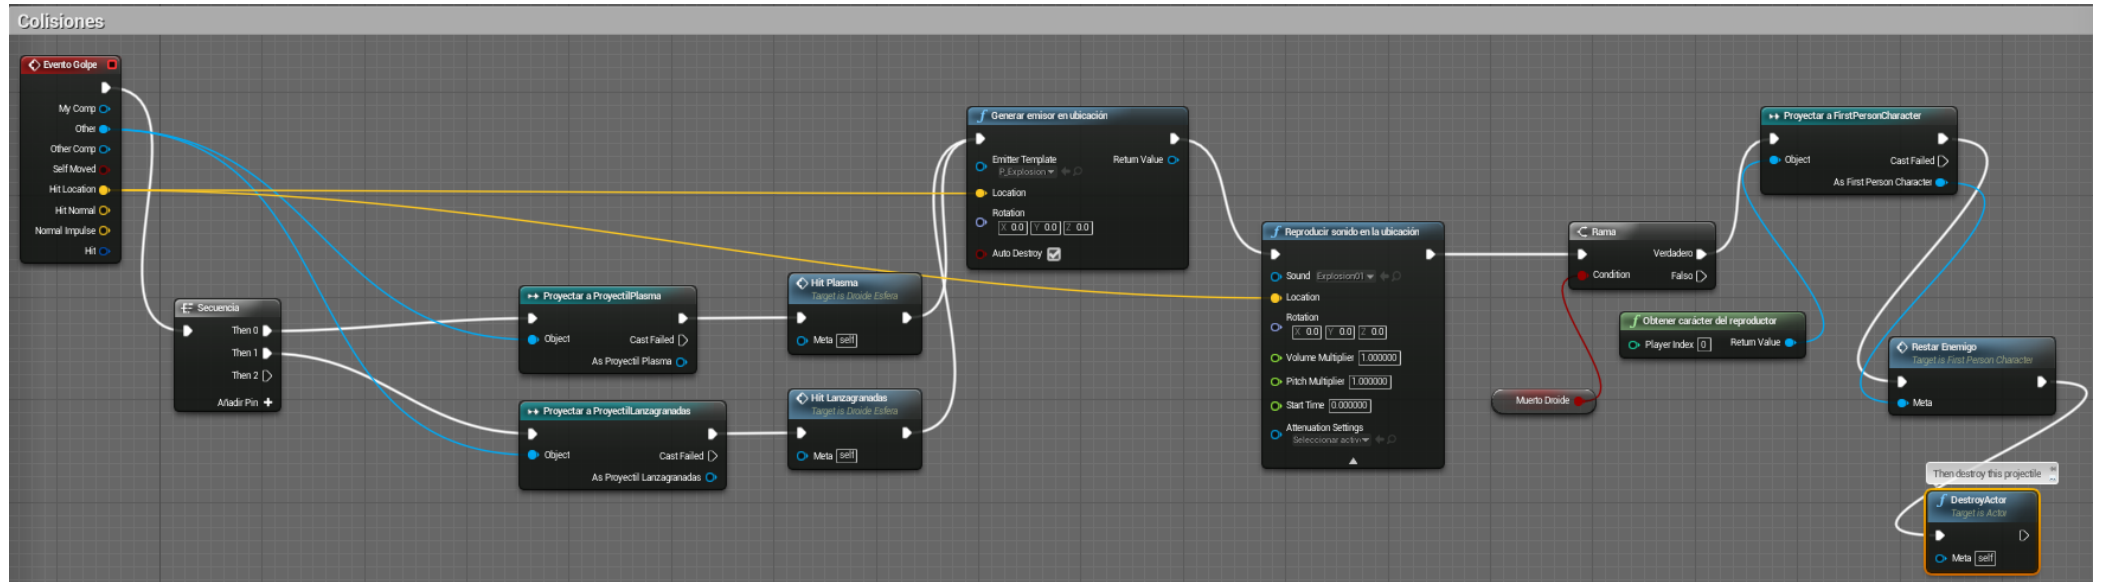 Colisiones
Evento Golpe
My Comp
Other
Other Comp
Self Moved
Hit Location
Hit Normal
Normal Impulse
Hit
Secuencia
Then 0
Then 1
Then 2
Añadir Pin +
Proyectar a ProyectilPlasma
Object
Cast Failed
As Proyectil Plasma
Proyectar a ProyectilLanzagranadas
Object
Cast Failed
As Proyectil Lanzagranadas
Hit Plasma
Target is Droide Esfera
Meta self
Hit Lanzagranadas
Target is Droide Esfera
Meta self
f Generar emisor en ubicación
Emitter Template
P_Explosion
Return Value
Location
Rotation
X 0.0 Y 0.0 Z 0.0
Auto Destroy
f Reproducir sonido en la ubicación
Sound Explosion01
Location
Rotation
X 0.0 Y 0.0 Z 0.0
Volume Multiplier 1.000000
Pitch Multiplier 1.000000
Start Time 0.000000
Attenuation Settings
Seleccionar activ
Rama
Verdadero
Condition
Falso
Muerto Droide
f Obtener carácter del reproductor
Player Index 0
Return Value
Proyectar a FirstPersonCharacter
Object
Cast Failed
As First Person Character
Restar Enemigo
Target is First Person Character
Meta
Then destroy this projectile
f DestroyActor
Target is Actor
Meta self